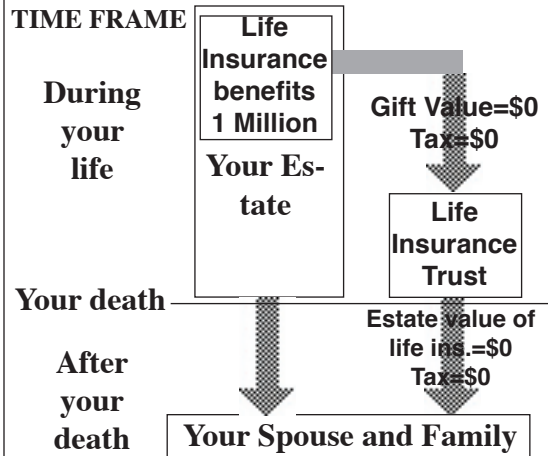 TIME FRAME
During
your
life
Life
Insurance
benefits
1 Million
Your Es-
tate
Gift Value=$0
Tax=$0
Life
Insurance
Trust
Your death
Estate value of
life ins.=$0
Tax=$0
After
your
death
Your Spouse and Family